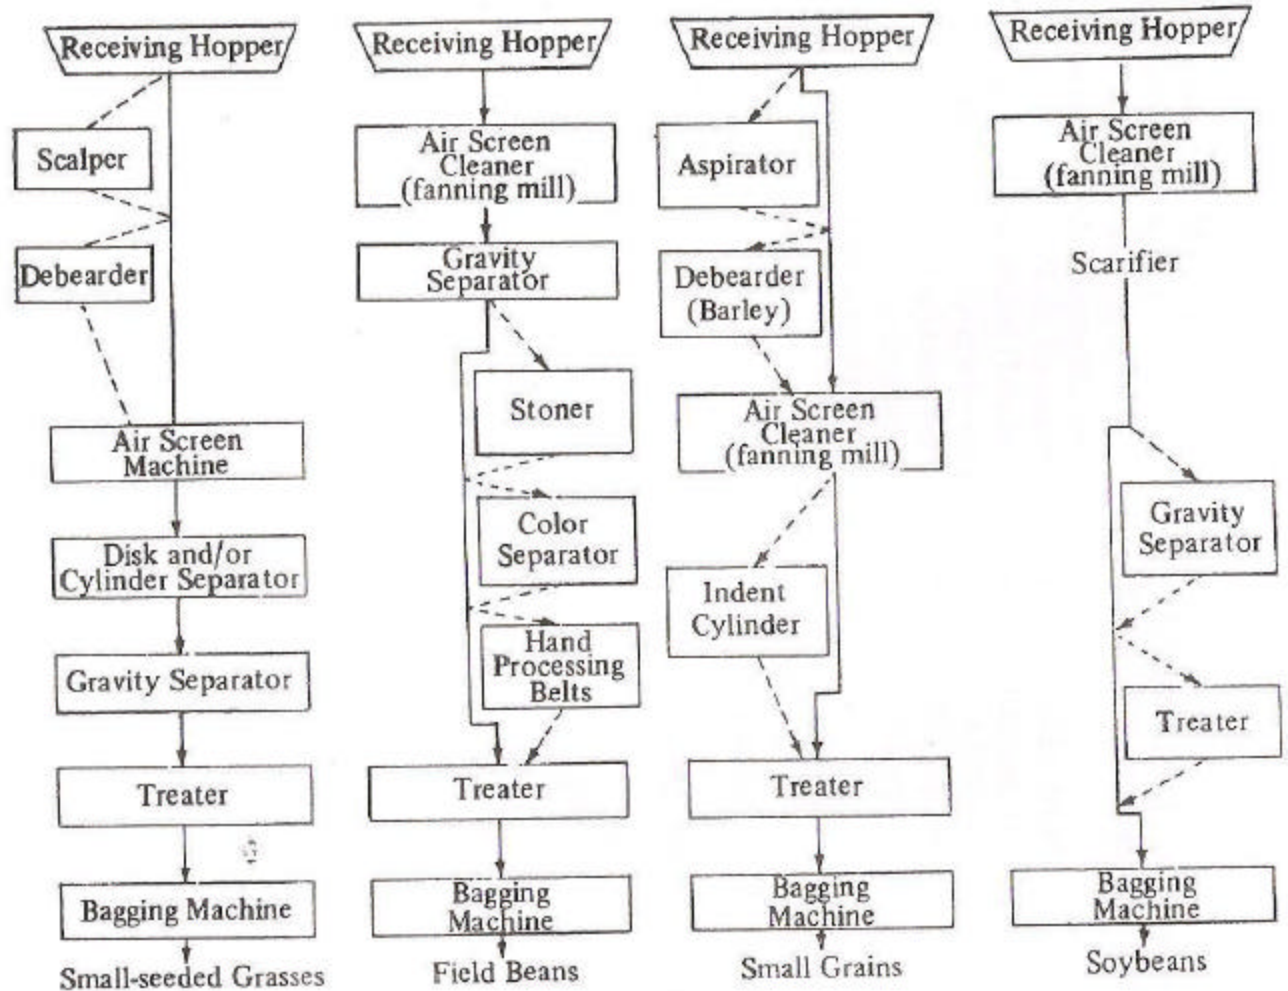 Receiving Hopper
Scalper
Debearder
Air Screen
Machine
Disk and/or
Cylinder Separator
Gravity Separator
Treater
Bagging Machine
Small-seeded Grasses
Receiving Hopper
Air Screen
Cleaner
(fanning mill)
Gravity
Separator
Stoner
Color
Separator
Hand
Processing
Belts
Treater
Bagging
Machine
Field Beans
Receiving Hopper
Aspirator
Debearder
(Barley)
Air Screen
Cleaner
(fanning mill)
Indent
Cylinder
Treater
Bagging
Machine
Small Grains
Receiving Hopper
Air Screen
Cleaner
(fanning mill)
Scarifier
Gravity
Separator
Treater
Bagging
Machine
Soybeans